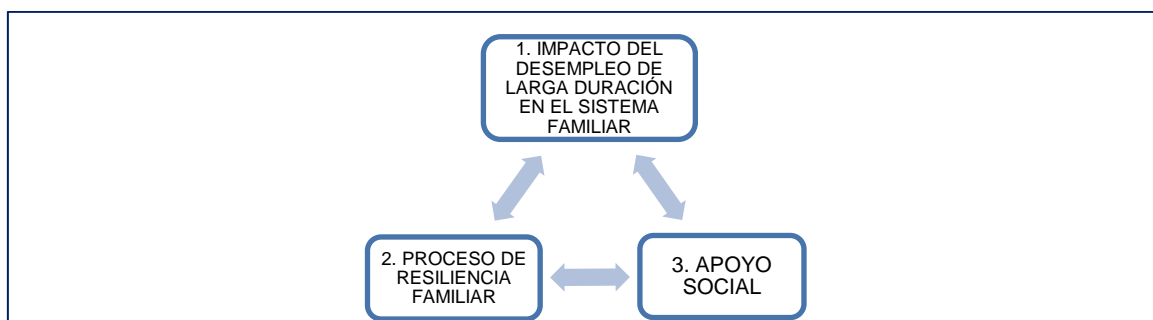 1. IMPACTO DEL
DESEMPLEO DE
LARGA DURACIÓN
EN EL SISTEMA
FAMILIAR
2. PROCESO DE
RESILIENCIA
FAMILIAR
3. APOYO
SOCIAL